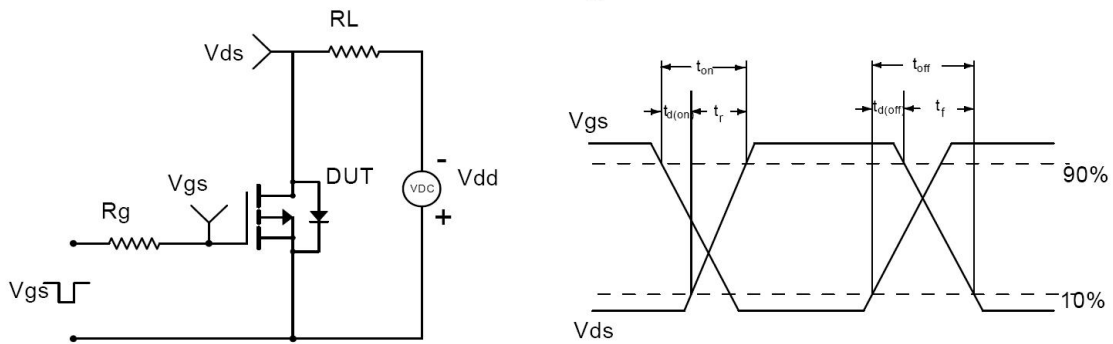 RL
Vds
Vgs
DUT
-
VDC
Vdd
+
Rg
Vgs
ton
toff
td(on)
tr
td(off)
tf
Vgs
90%
10%
Vds